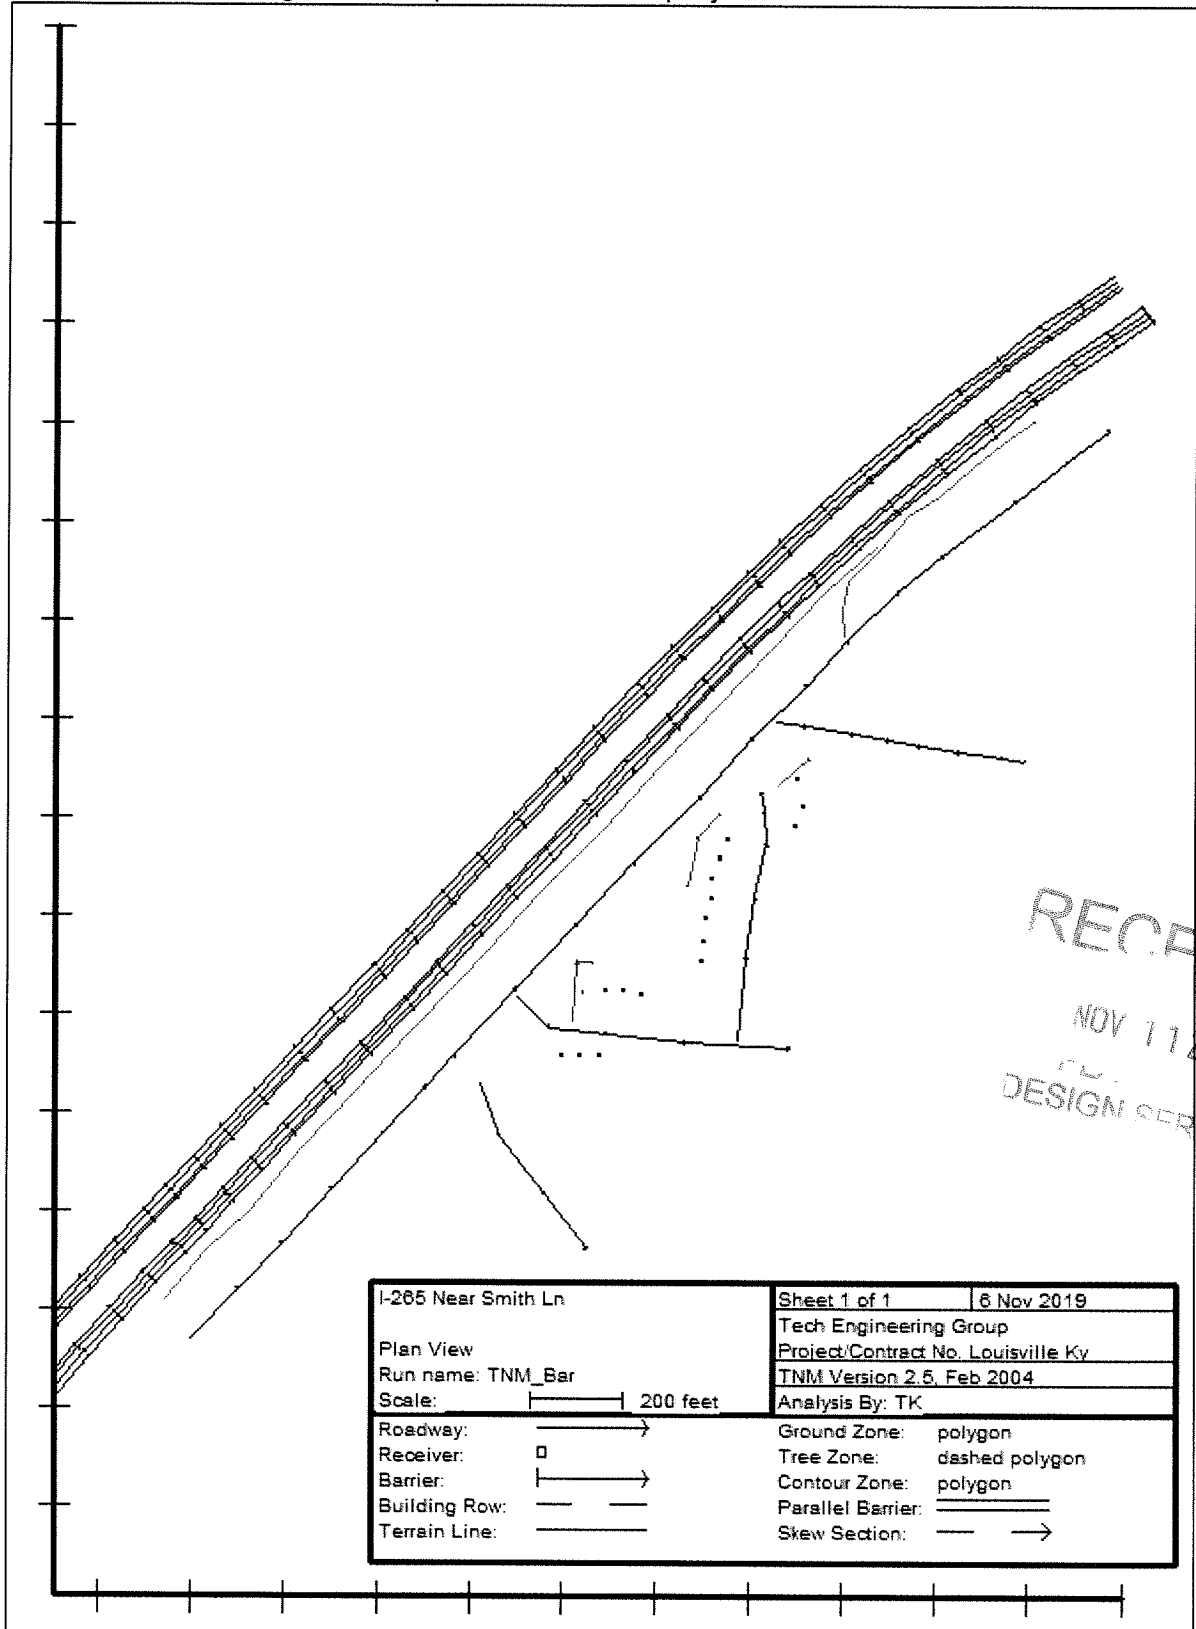 I-265 Near Smith Ln
Plan View
Run name: TNM_Bar
Scale: 200 feet
Sheet 1 of 1 6 Nov 2019
Tech Engineering Group
Project/Contract No. Louisville Ky
TNM Version 2.5, Feb 2004
Analysis By: TK
Roadway:
Receiver:
Barrier:
Building Row:
Terrain Line:
Ground Zone: polygon
Tree Zone: dashed polygon
Contour Zone: polygon
Parallel Barrier:
Skew Section:
NOV 11
DESIGN